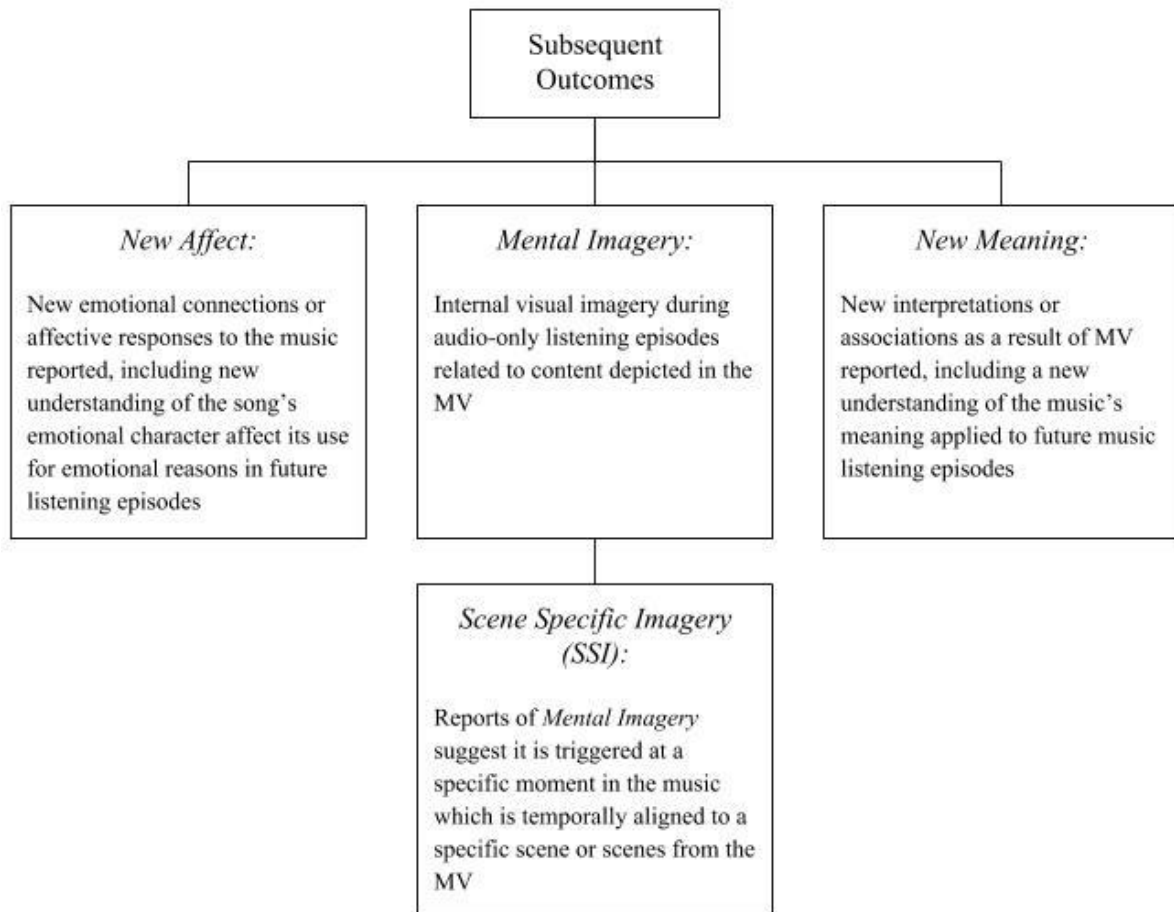 Subsequent
Outcomes
New Affect:
New emotional connections or
affective responses to the music
reported, including new
understanding of the song's
emotional character affect its use
for emotional reasons in future
listening episodes
Mental Imagery:
Internal visual imagery during
audio-only listening episodes
related to content depicted in the
MV
New Meaning:
New interpretations or
associations as a result of MV
reported, including a new
understanding of the music's
meaning applied to future music
listening episodes
Scene Specific Imagery
(SSI):
Reports of Mental Imagery
suggest it is triggered at a
specific moment in the music
which is temporally aligned to a
specific scene or scenes from the
MV